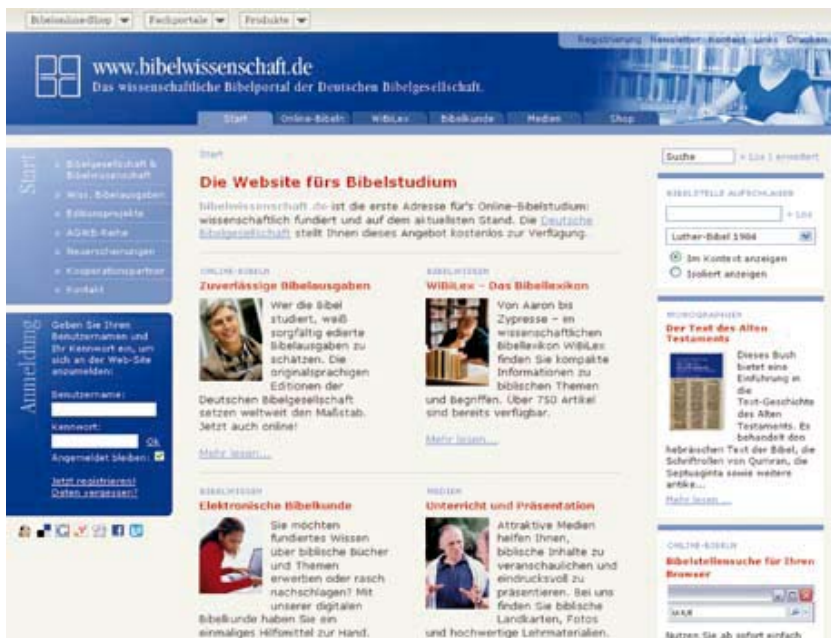 Bibelonline-Shop
Fachportale
Produkte
Registrierung Newsletter Kontakt Links Drucken
www.bibelwissenschaft.de
Das wissenschaftliche Bibelportal der Deutschen Bibelgesellschaft.
Start Online-Bibeln WiBiLex Bibelkunde Medien Shop
Start
» Bibelgesellschaft &
Bibelwissenschaft
» Wiss. Bibelausgaben
» Editionsprojekte
» AGWB-Reihe
» Neuerscheinungen
» Kooperationspartner
» Kontakt
Anmeldung
Geben Sie Ihren
Benutzernamen und
Ihr Kennwort ein, um
sich an der Web-Site
anzumelden:
Benutzername:
Kennwort:
Ok
Angemeldet bleiben:
Jetzt registrieren!
Daten vergessen?
Start
Die Website fürs Bibelstudium
bibelwissenschaft.de ist die erste Adresse für's Online-Bibelstudium:
wissenschaftlich fundiert und auf dem aktuellsten Stand. Die Deutsche
Bibelgesellschaft stellt Ihnen dieses Angebot kostenlos zur Verfügung.
ONLINE-BIBELN
Zuverlässige Bibelausgaben
Wer die Bibel
studiert, weiß
sorgfältig edierte
Bibelausgaben zu
schätzen. Die
originalsprachigen
Editionen der
Deutschen Bibelgesellschaft
setzen weltweit den Maßstab.
Jetzt auch online!
Mehr lesen...
BIBELWISSEN
WiBiLex - Das Bibellexikon
Von Aaron bis
Zypresse - im
wissenschaftlichen
Bibellexikon WiBiLex
finden Sie kompakte
Informationen zu
biblischen Themen
und Begriffen. Über 750 Artikel
sind bereits verfügbar.
Mehr lesen...
BIBELWISSEN
Elektronische Bibelkunde
Sie möchten
fundiertes Wissen
über biblische Bücher
und Themen
erwerben oder rasch
nachschlagen? Mit
unserer digitalen
Bibelkunde haben Sie ein
einmaliges Hilfsmittel zur Hand.
MEDIEN
Unterricht und Präsentation
Attraktive Medien
helfen Ihnen,
biblische Inhalte zu
veranschaulichen und
eindrucksvoll zu
präsentieren. Bei uns
finden Sie biblische
Landkarten, Fotos
und hochwertige Lehrmaterialien.
Suche » Los | erweitert
BIBELSTELLE AUFSCHLAGEN
» Los
Luther-Bibel 1984
Im Kontext anzeigen
Isoliert anzeigen
MONOGRAPHIEN
Der Text des Alten
Testaments
Dieses Buch
bietet eine
Einführung in
die
Text-Geschichte
des Alten
Testaments. Es
behandelt den
hebräischen Text der Bibel, die
Schriftrollen von Qumran, die
Septuaginta sowie weitere
antike...
Mehr lesen...
ONLINE-BIBELN
Bibelstellensuche für Ihren
Browser
Nutzen Sie ab sofort einfach